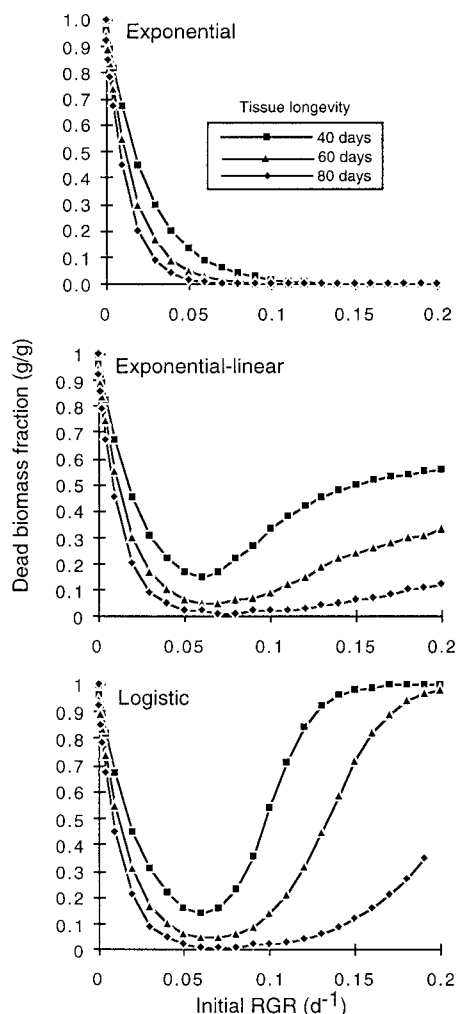 Exponential
Tissue longevity
40 days
60 days
80 days
1.0
0.9
0.8
0.7
0.6
0.5
0.4
0.3
0.2
0.1
0.0
0 0.05 0.1 0.15 0.2
Dead biomass fraction (g/g)
Exponential-linear
1
0.9
0.8
0.7
0.6
0.5
0.4
0.3
0.2
0.1
0
0 0.05 0.1 0.15 0.2
Logistic
1
0.9
0.8
0.7
0.6
0.5
0.4
0.3
0.2
0.1
0
0 0.05 0.1 0.15 0.2
Initial RGR (d⁻¹)